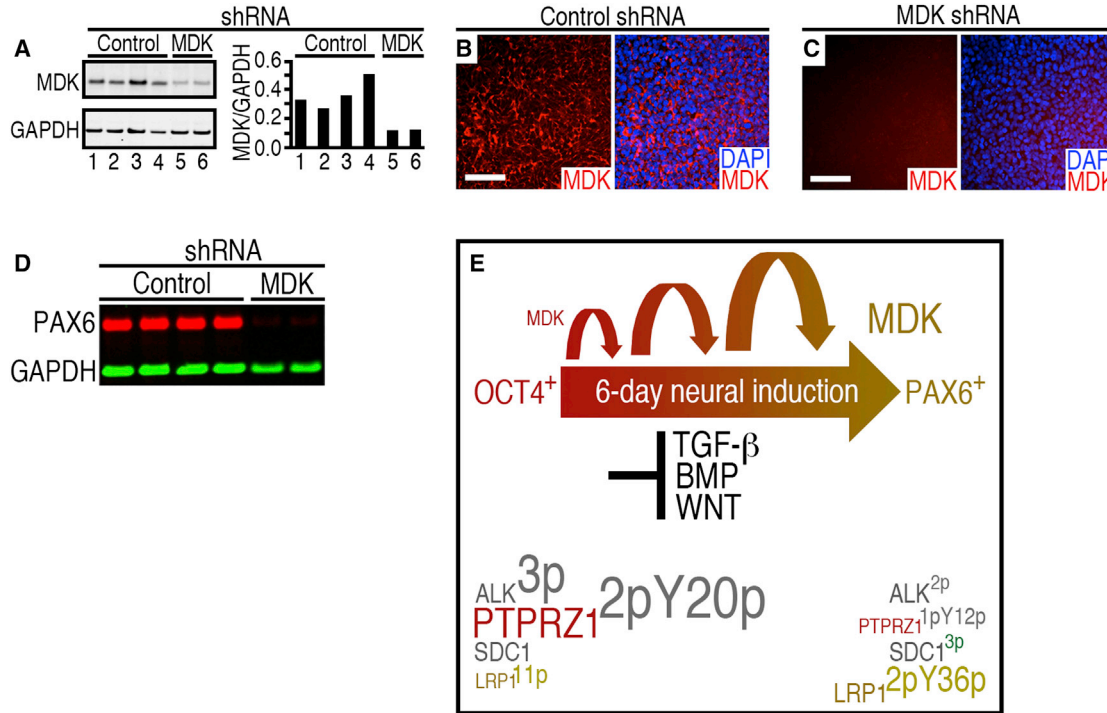 shRNA
A
Control MDK
MDK
GAPDH
1 2 3 4 5 6
Control MDK
MDK/GAPDH
0.6
0.4
0.2
0.0
1 2 3 4 5 6
Control shRNA
B
MDK
DAPI
MDK
MDK shRNA
C
MDK
DAPI
MDK
D
shRNA
Control MDK
PAX6
GAPDH
E
MDK
MDK
OCT4+ 6-day neural induction PAX6+
TGF-β
BMP
WNT
ALK3p
PTPRZ12pY20p
SDC1
LRP111p
ALK2p
PTPRZ11pY12p
SDC13p
LRP12pY36p